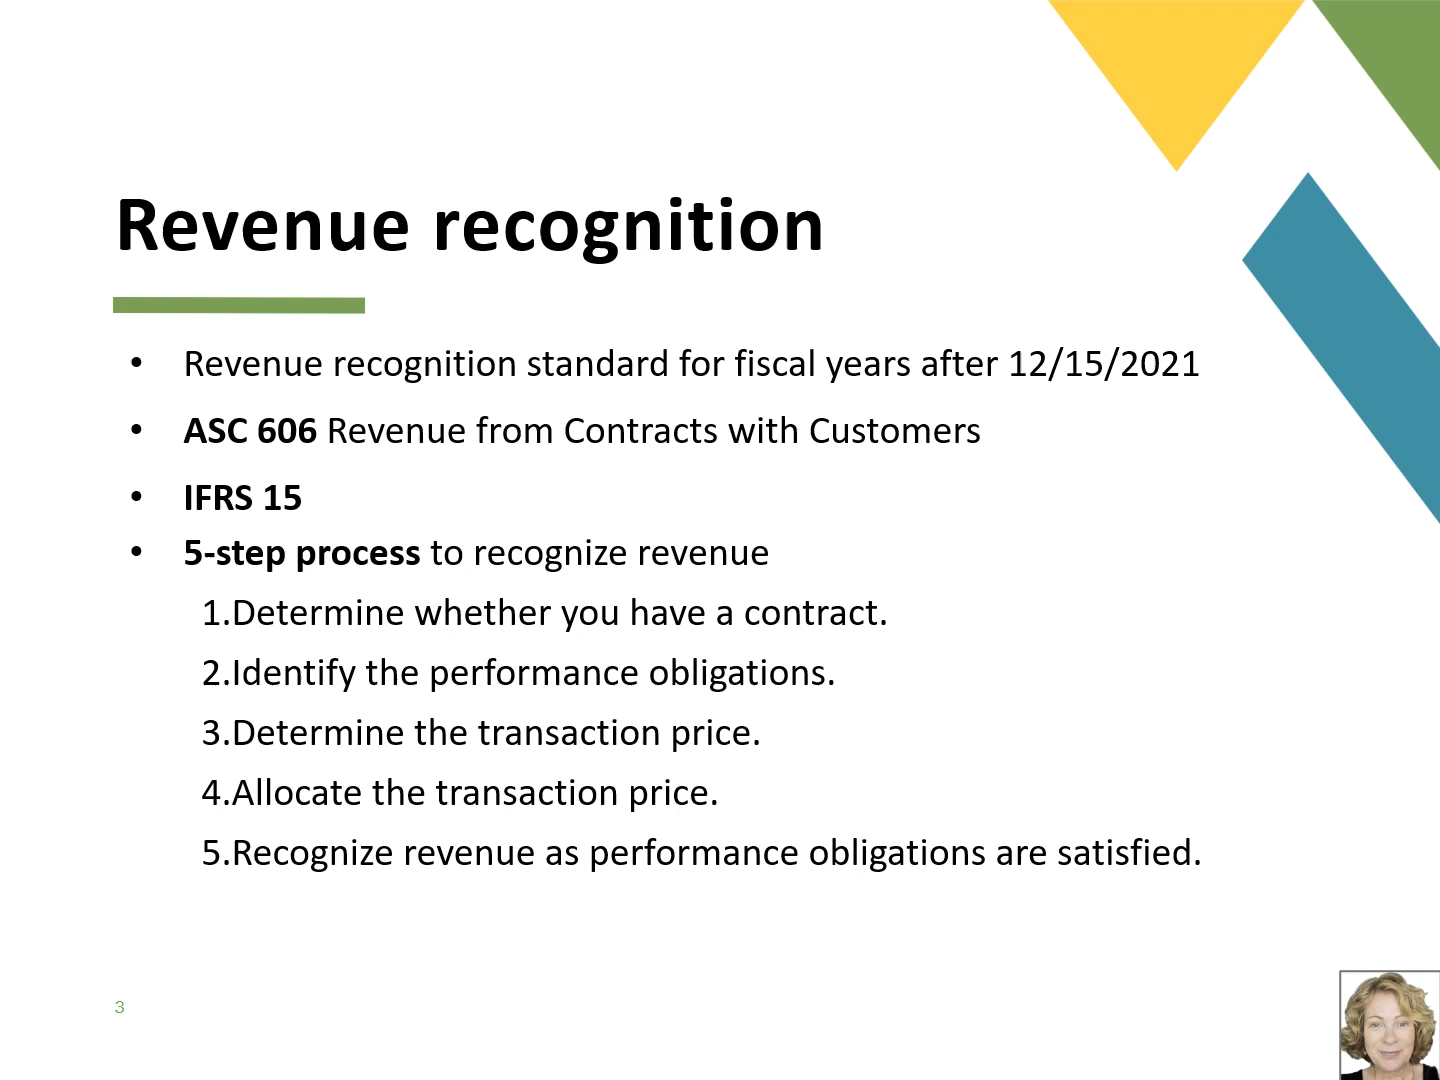 Revenue recognition
• Revenue recognition standard for fiscal years after 12/15/2021
• ASC 606 Revenue from Contracts with Customers
• IFRS 15
• 5-step process to recognize revenue
1.Determine whether you have a contract.
2.Identify the performance obligations.
3.Determine the transaction price.
4.Allocate the transaction price.
5.Recognize revenue as performance obligations are satisfied.
3